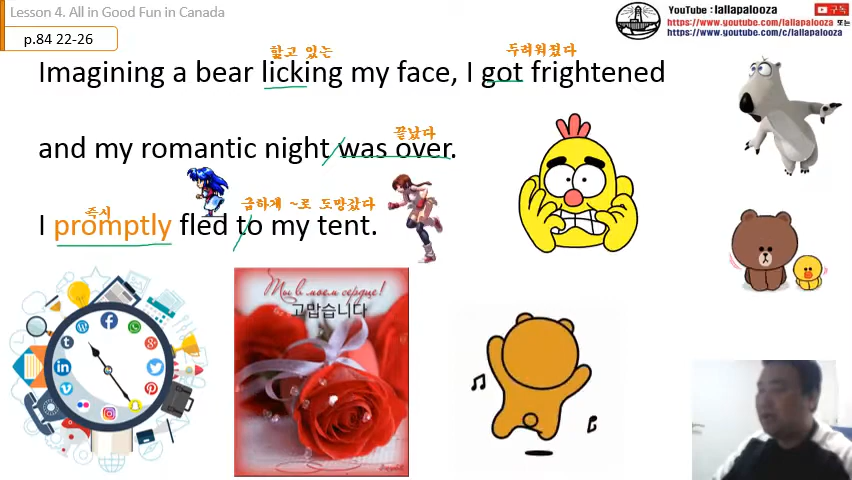 Lesson 4. All in Good Fun in Canada
p.84 22-26
YouTube : lallapalooza
구독
https://www.youtube.com/lallapalooza 또는
https://www.youtube.com/c/lallapalooza
핥고 있는
두려워졌다
Imagining a bear licking my face, I got frightened
끝났다
and my romantic night was over.
즉시
급하게 ~로 도망갔다
I promptly fled to my tent.
Ты в моем сердце!
고맙습니다